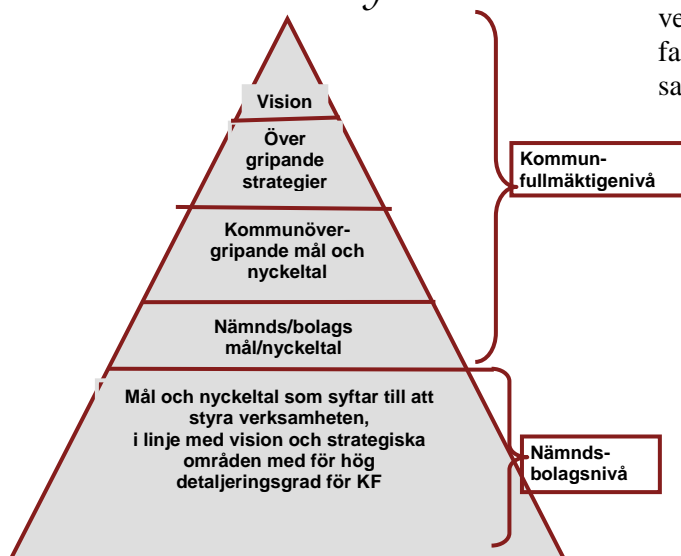 Vision
Över
gripande
strategier
Kommunöver-
gripande mål och
nyckeltal
Nämnds/bolags
mål/nyckeltal
Mål och nyckeltal som syftar till att
styra verksamheten,
i linje med vision och strategiska
områden med för hög
detaljeringsgrad för KF
Kommun-
fullmäktigenivå
Nämnds-
bolagsnivå
ve
fa
sa